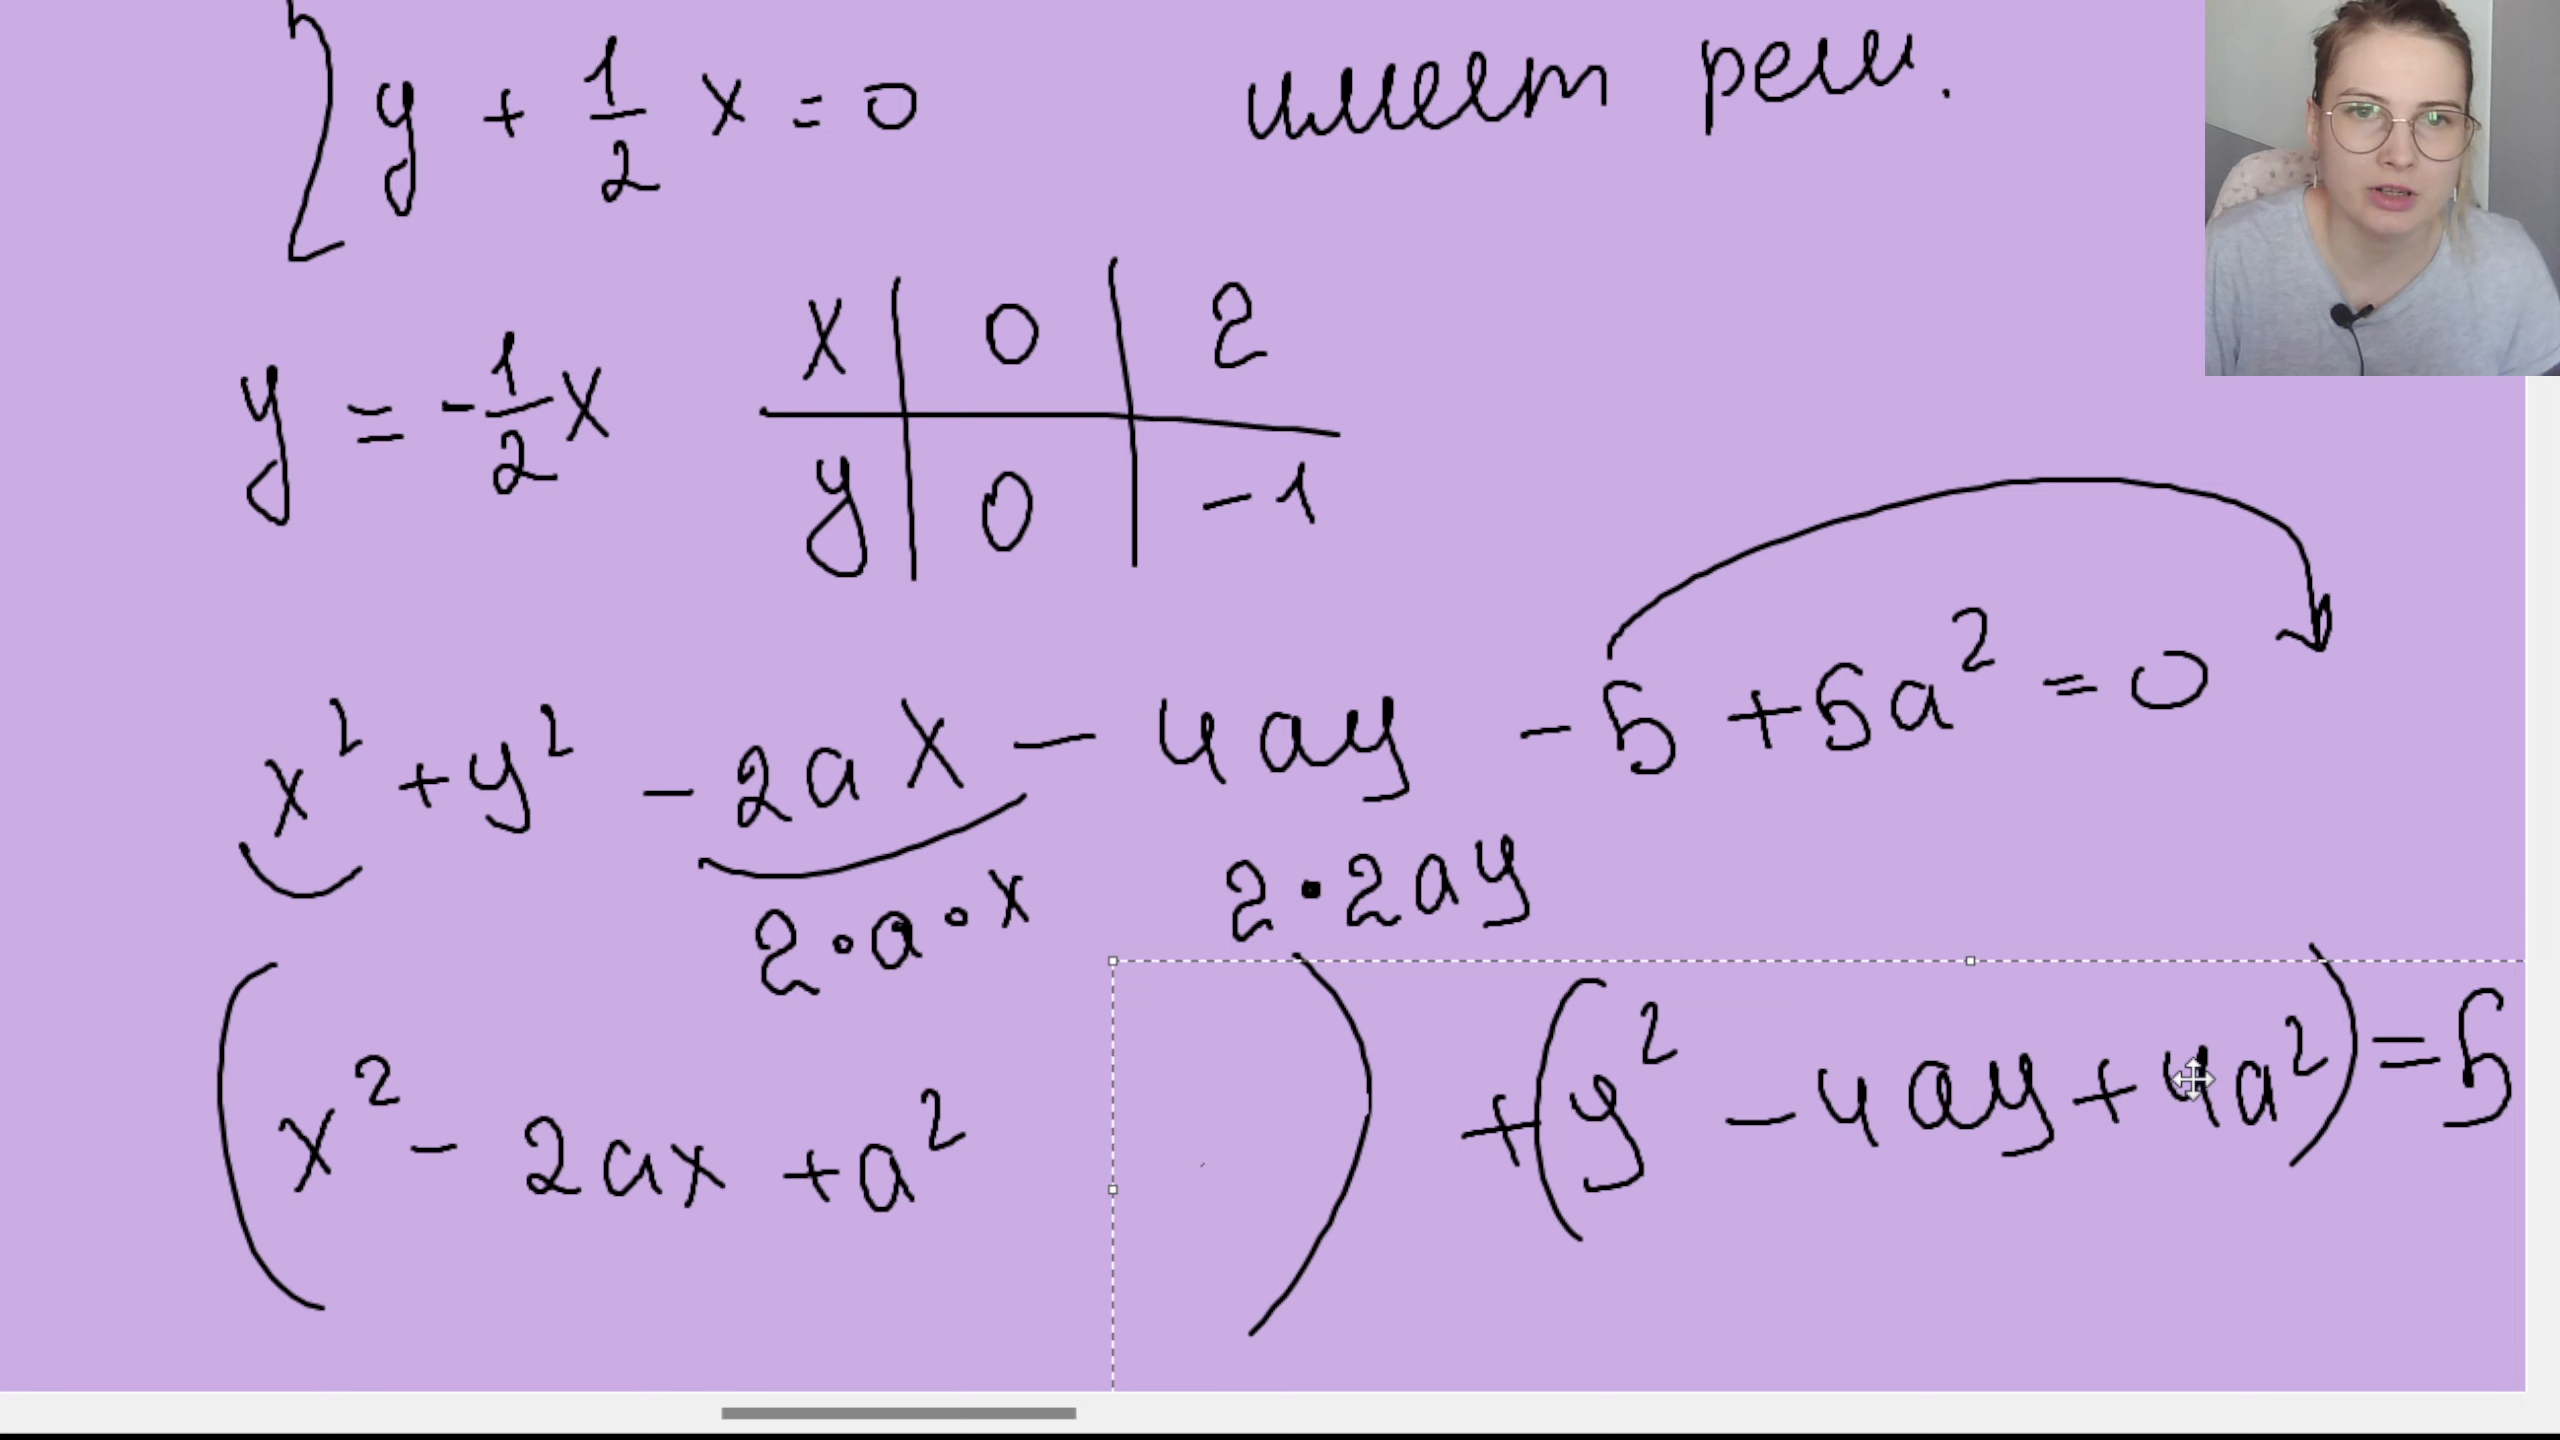 y + 1/2 x = 0 имеет реш.
y = -1/2 x
x | 0 | 2
y | 0 | -1
x² + y² - 2ax - 4ay - 5 + 5a² = 0
2·a·x 2·2ay
(x² - 2ax + a² ) + (y² - 4ay + 4a²) = 5